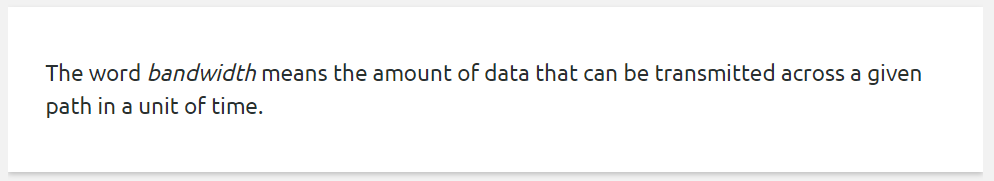 The word bandwidth means the amount of data that can be transmitted across a given
path in a unit of time.